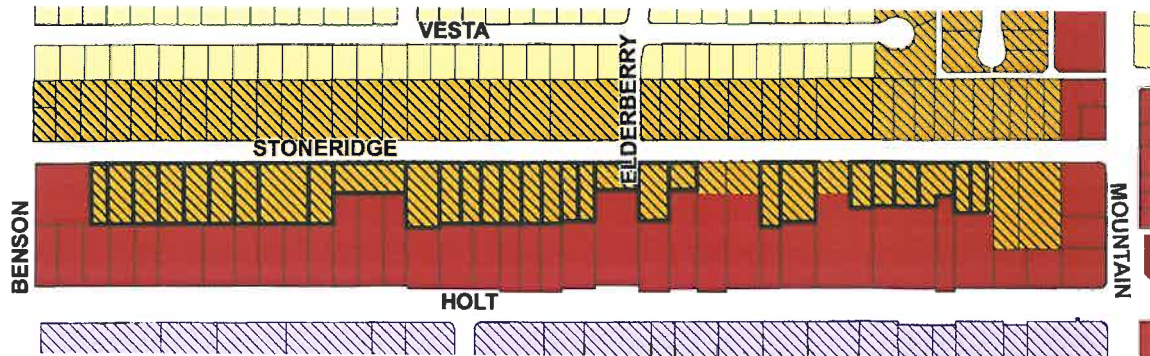 VESTA
ELDERBERRY
STONERIDGE
BENSON
MOUNTAIN
HOLT